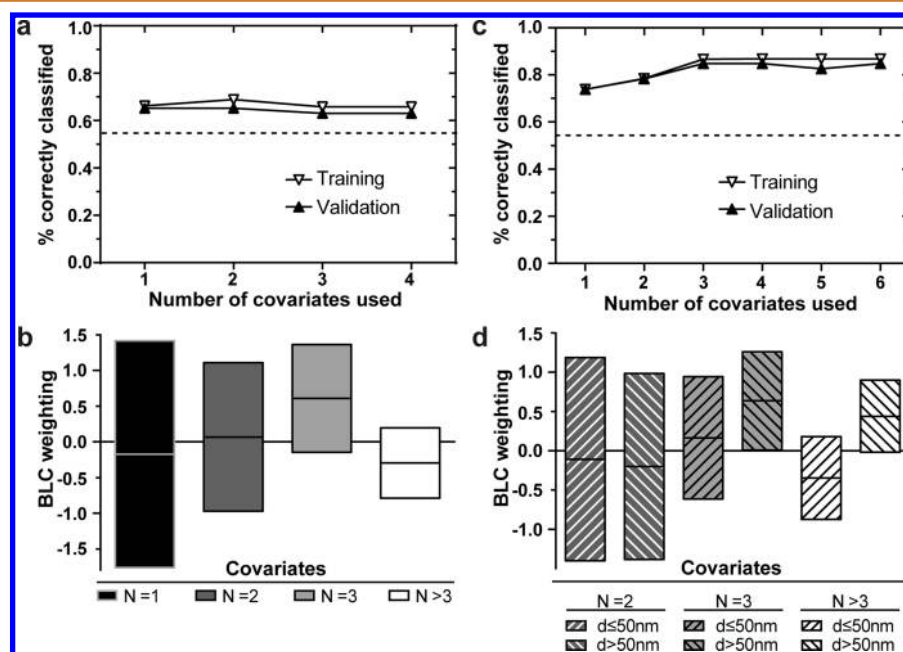 a
% correctly classified
1.0
0.8
0.6
0.4
0.2
0.0
Training
Validation
1 2 3 4
Number of covariates used
b
BLC weighting
1.5
1.0
0.5
0.0
-0.5
-1.0
-1.5
Covariates
N =1 N =2 N =3 N >3
c
% correctly classified
1.0
0.8
0.6
0.4
0.2
0.0
Training
Validation
1 2 3 4 5 6
Number of covariates used
d
BLC weighting
1.5
1.0
0.5
0.0
-0.5
-1.0
Covariates
N =2 N =3 N >3
d≤50nm d≤50nm d≤50nm
d>50nm d>50nm d>50nm